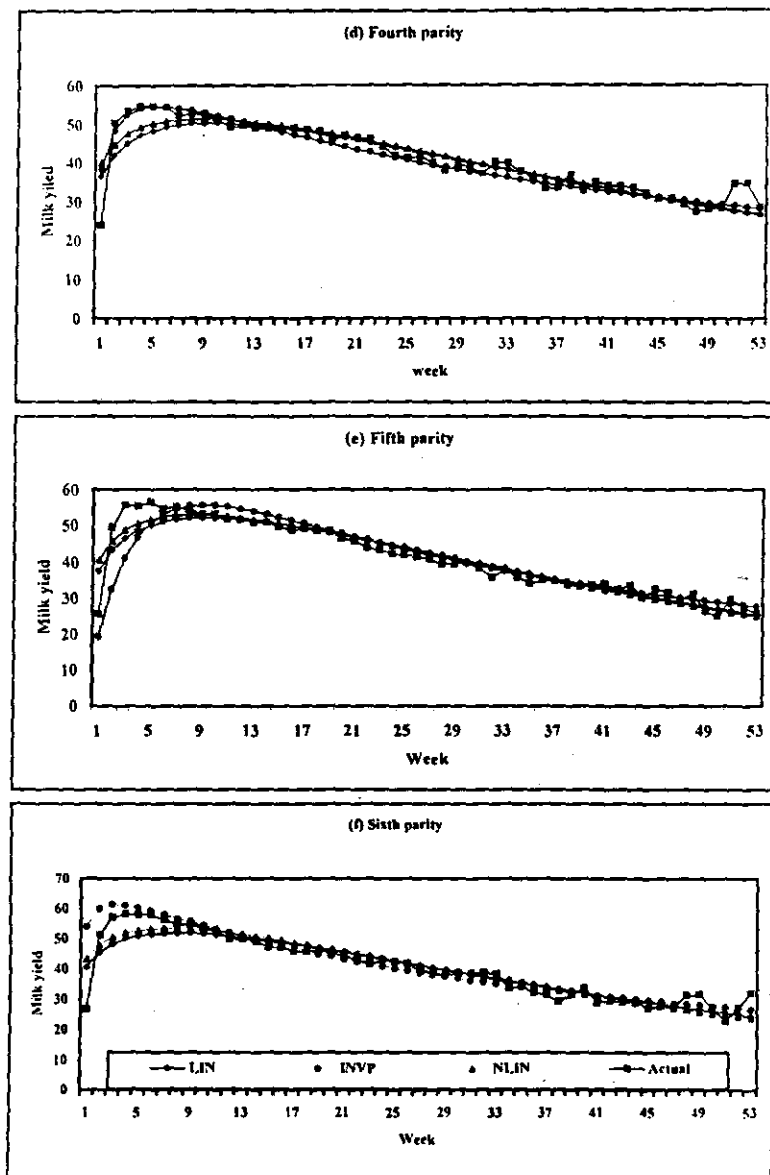 (d) Fourth parity
60
50
40
30
20
10
0
Milk yiled
1 5 9 13 17 21 25 29 33 37 41 45 49 53
week
(e) Fifth parity
60
50
40
30
20
10
0
Milk yield
1 5 9 13 17 21 25 29 33 37 41 45 49 53
Week
(f) Sixth parity
70
60
50
40
30
20
10
0
Milk yield
LIN INVP NLIN Actual
1 5 9 13 17 21 25 29 33 37 41 45 49 53
Week